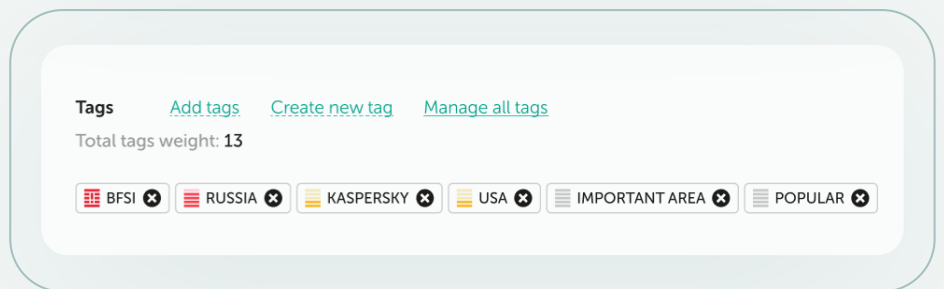 Tags Add tags Create new tag Manage all tags
Total tags weight: 13
BFSI RUSSIA KASPERSKY USA IMPORTANT AREA POPULAR